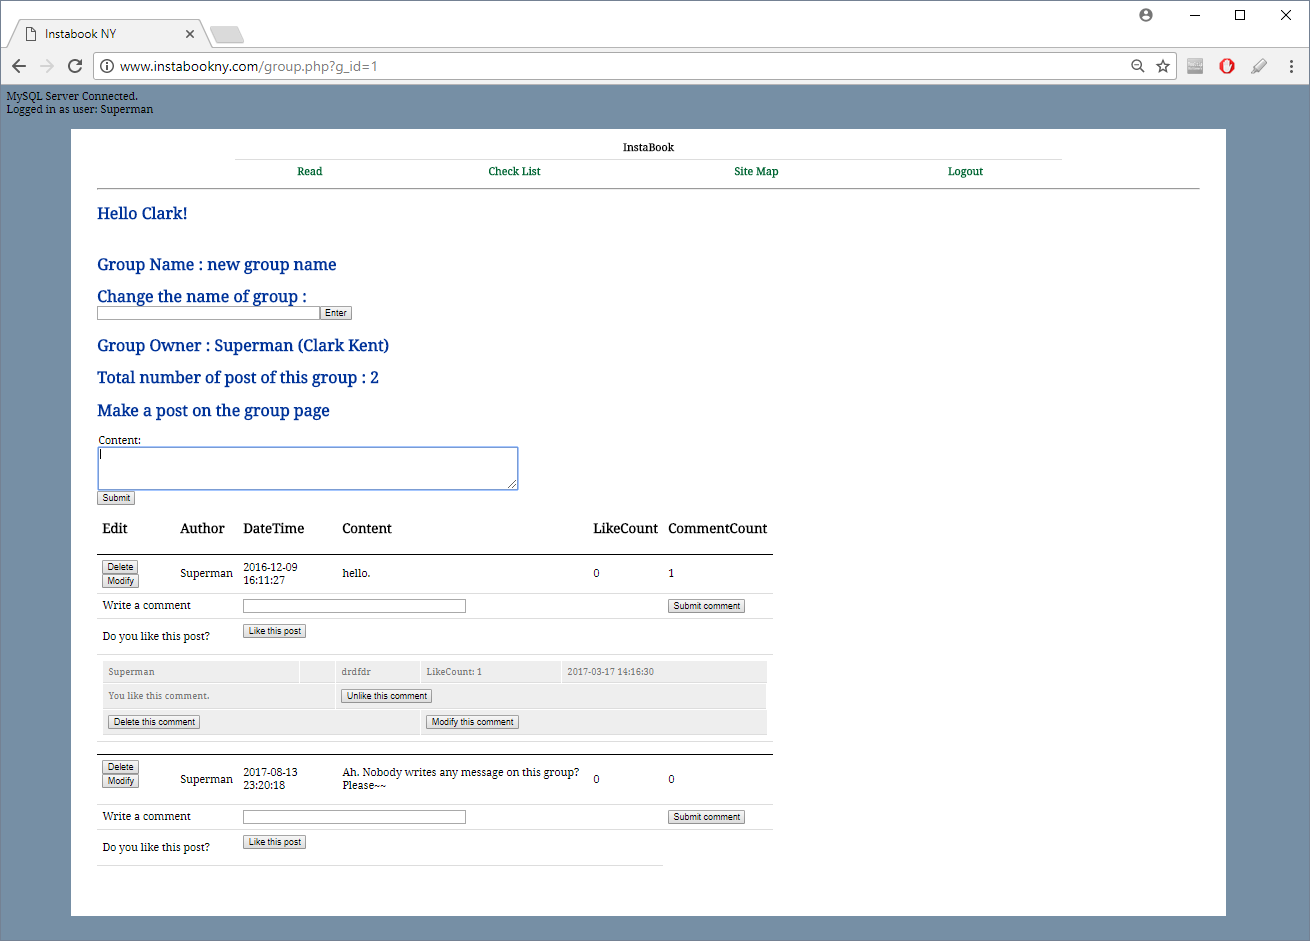 Instabook NY
www.instabookny.com/group.php?g_id=1
MySQL Server Connected.
Logged in as user: Superman
InstaBook
Read Check List Site Map Logout
Hello Clark!
Group Name : new group name
Change the name of group :
Enter
Group Owner : Superman (Clark Kent)
Total number of post of this group : 2
Make a post on the group page
Content:
Submit
Edit Author DateTime Content LikeCount CommentCount
Delete
Modify
Superman 2016-12-09 16:11:27 hello. 0 1
Write a comment Submit comment
Do you like this post? Like this post
Superman drdfdr LikeCount: 1 2017-03-17 14:16:30
You like this comment. Unlike this comment
Delete this comment Modify this comment
Delete
Modify
Superman 2017-08-13 23:20:18 Ah. Nobody writes any message on this group? Please~~ 0 0
Write a comment Submit comment
Do you like this post? Like this post